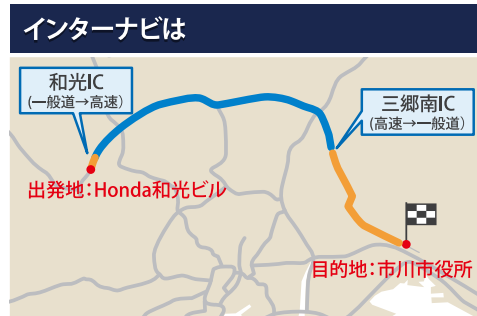 インターナビは
和光IC
(一般道→高速)
三郷南IC
(高速→一般道)
出発地：Honda和光ビル
目的地：市川市役所